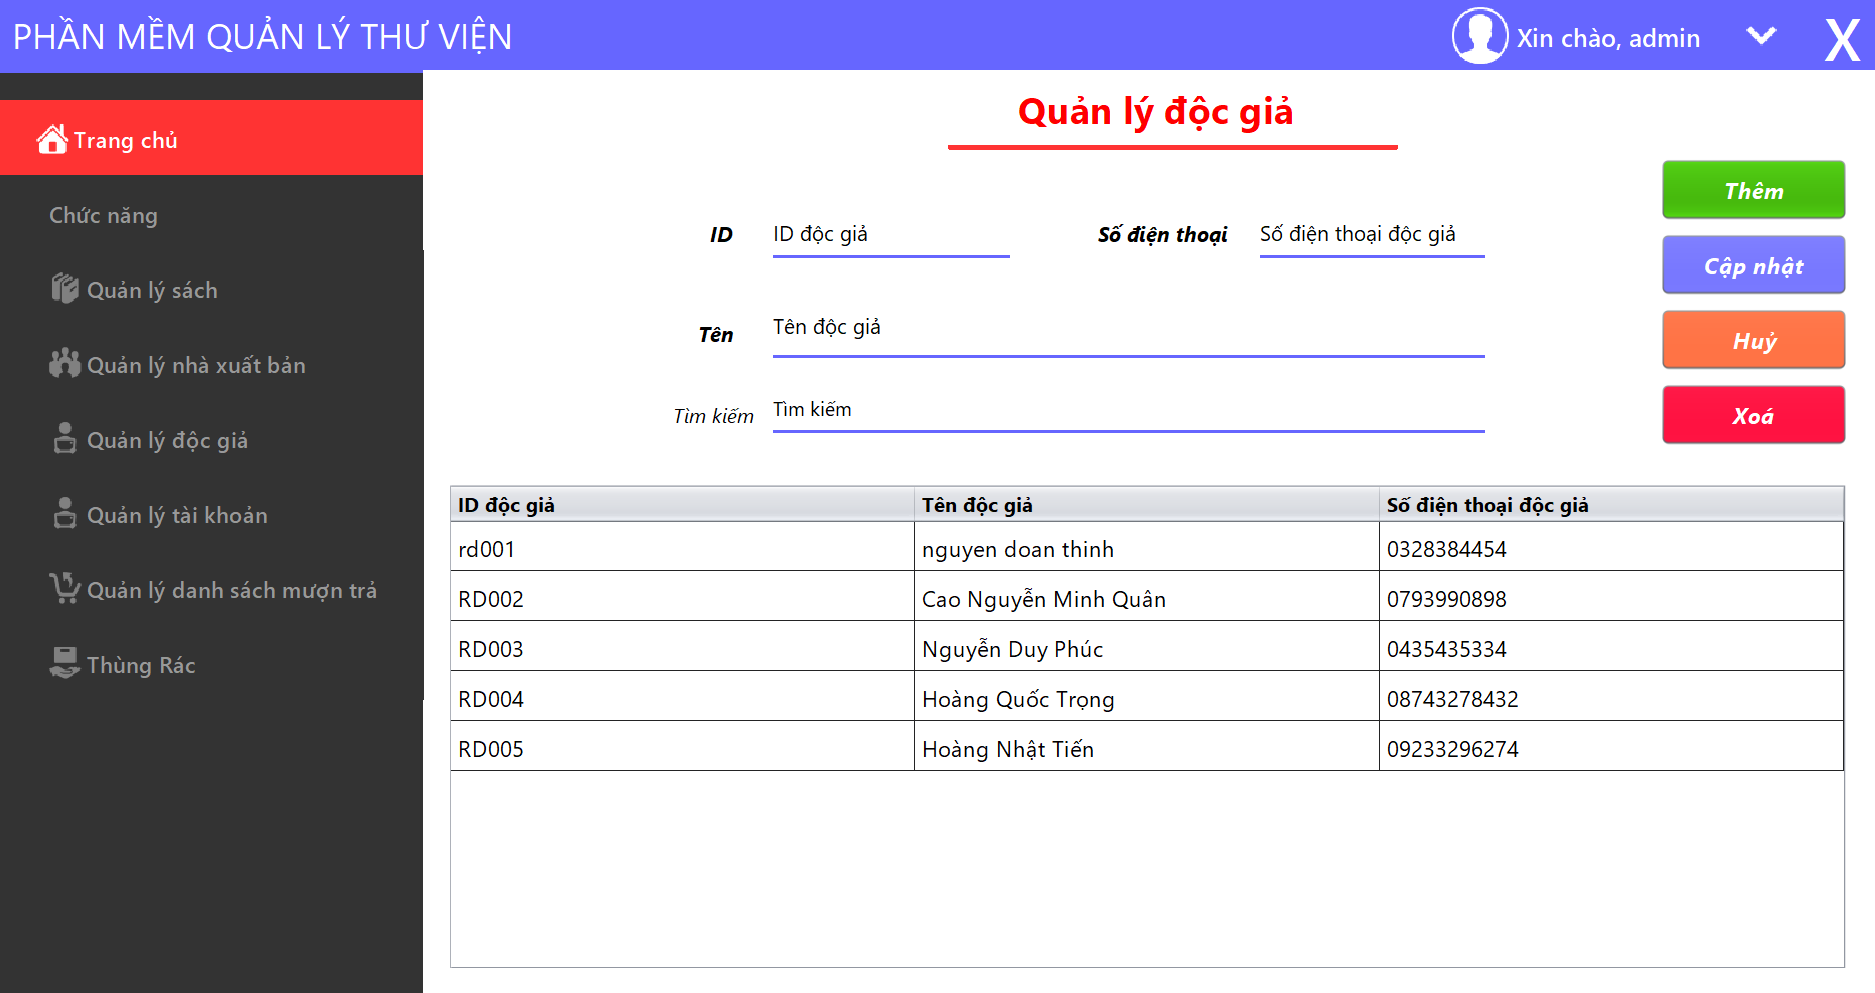 PHẦN MỀM QUẢN LÝ THƯ VIỆN
Xin chào, admin
X
Trang chủ
Chức năng
Quản lý sách
Quản lý nhà xuất bản
Quản lý độc giả
Quản lý tài khoản
Quản lý danh sách mượn trả
Thùng Rác
Quản lý độc giả
ID ID độc giả Số điện thoại Số điện thoại độc giả
Tên Tên độc giả
Tìm kiếm Tìm kiếm
Thêm
Cập nhật
Huỷ
Xoá
ID độc giả Tên độc giả Số điện thoại độc giả
rd001 nguyen doan thinh 0328384454
RD002 Cao Nguyễn Minh Quân 0793990898
RD003 Nguyễn Duy Phúc 0435435334
RD004 Hoàng Quốc Trọng 08743278432
RD005 Hoàng Nhật Tiến 09233296274